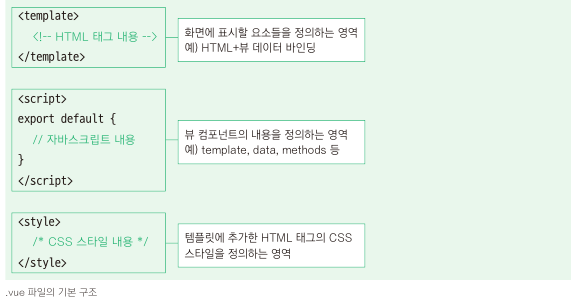 <template>
<!-- HTML 태그 내용 -->
</template>
화면에 표시할 요소들을 정의하는 영역
예) HTML+뷰 데이터 바인딩
<script>
export default {
// 자바스크립트 내용
}
</script>
뷰 컴포넌트의 내용을 정의하는 영역
예) template, data, methods 등
<style>
/* CSS 스타일 내용 */
</style>
템플릿에 추가한 HTML 태그의 CSS
스타일을 정의하는 영역
.vue 파일의 기본 구조